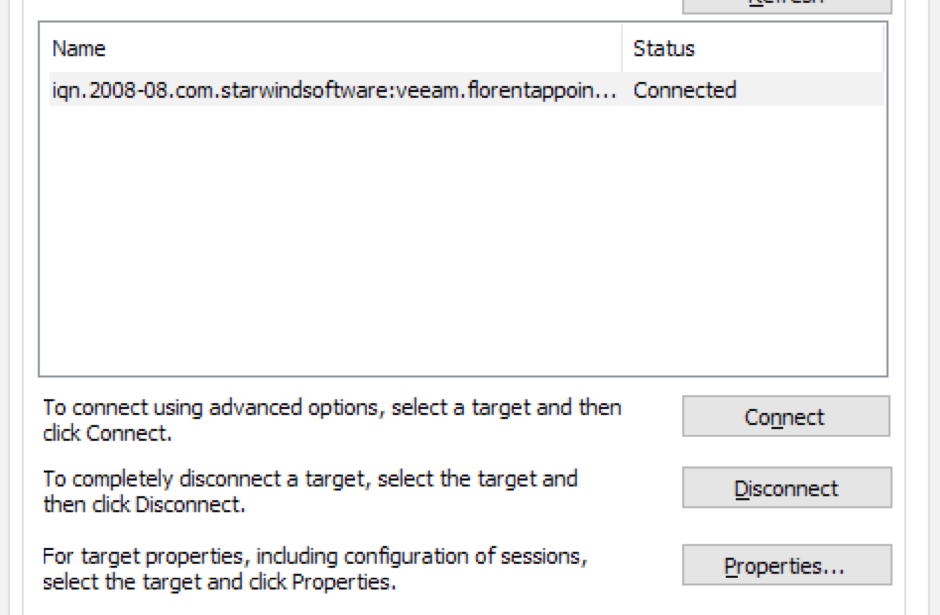 Refresh
Name Status
iqn.2008-08.com.starwindsoftware:veeam.florentappoin... Connected
To connect using advanced options, select a target and then
click Connect.
Connect
To completely disconnect a target, select the target and
then click Disconnect.
Disconnect
For target properties, including configuration of sessions,
select the target and click Properties.
Properties...